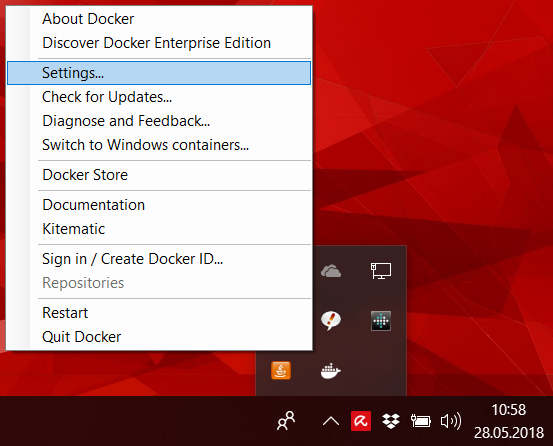 About Docker
Discover Docker Enterprise Edition
Settings...
Check for Updates...
Diagnose and Feedback...
Switch to Windows containers...
Docker Store
Documentation
Kitematic
Sign in / Create Docker ID...
Repositories
Restart
Quit Docker
10:58
28.05.2018